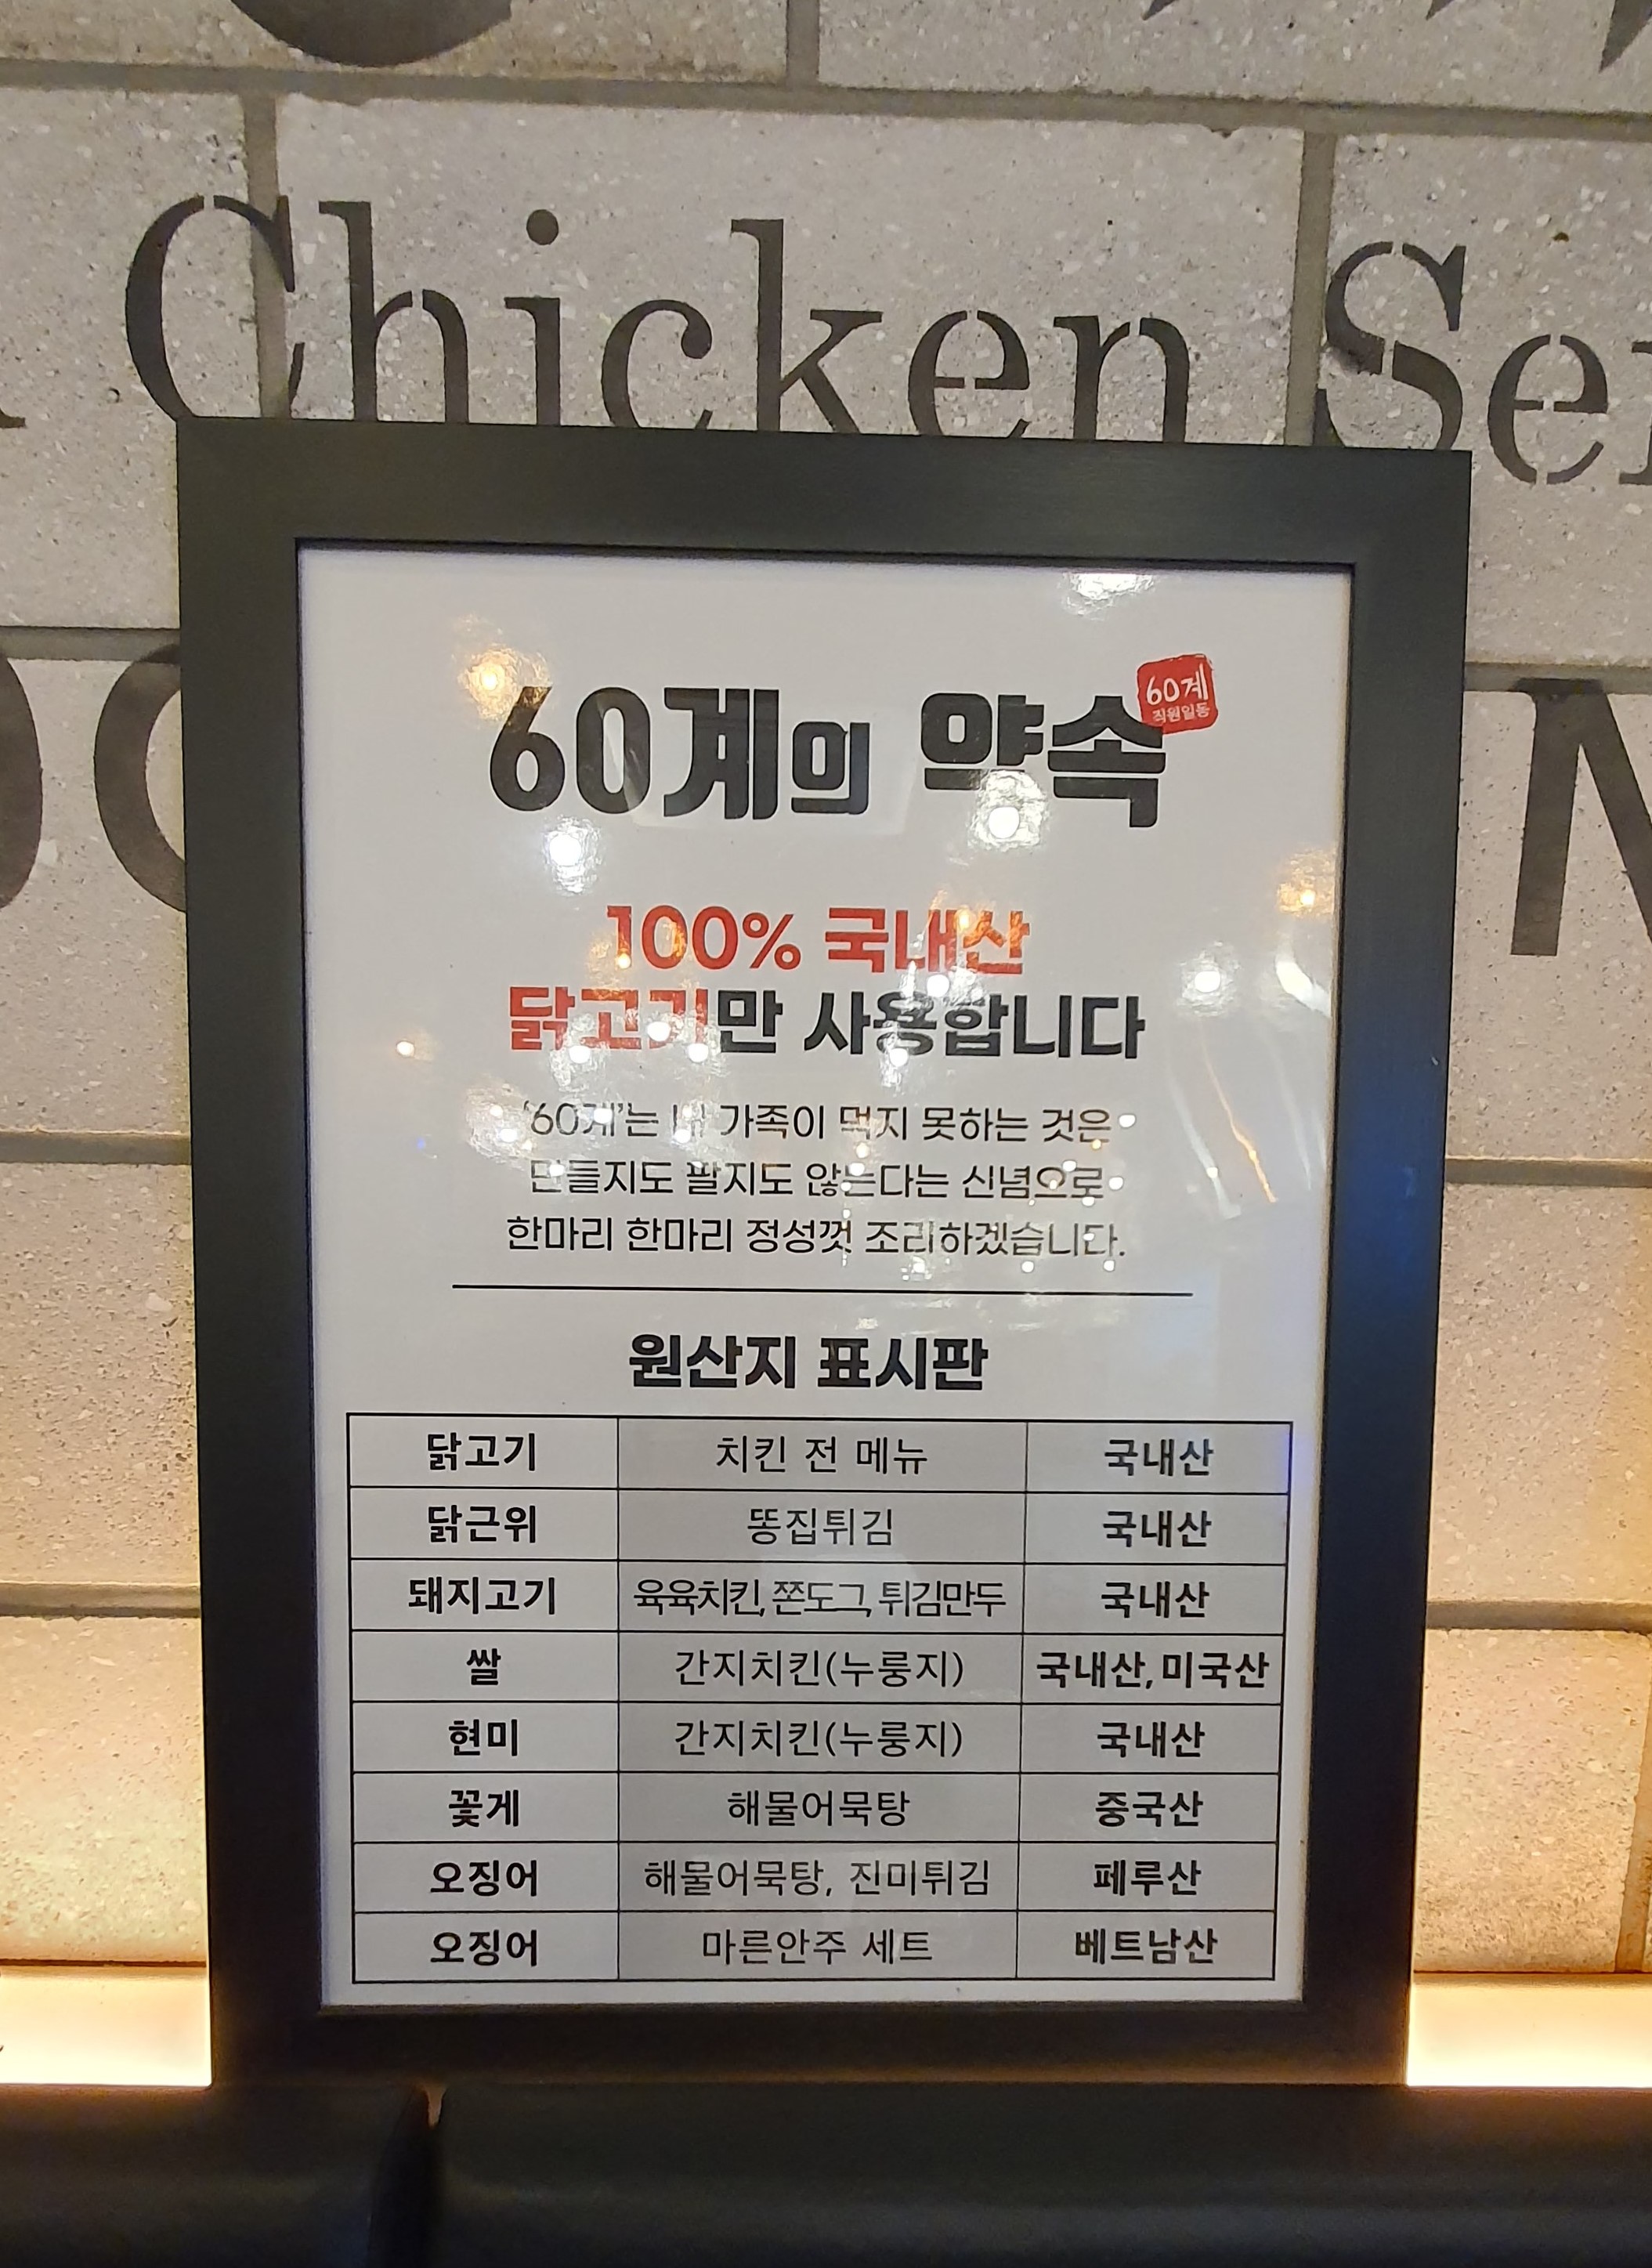 Chicken
60계의 약속
60계
직원일동
100% 국내산
닭고기만 사용합니다
'60계'는 내 가족이 먹지 못하는 것은
만들지도 팔지도 않는다는 신념으로
한마리 한마리 정성껏 조리하겠습니다.
원산지 표시판
닭고기 치킨 전 메뉴 국내산
닭근위 똥집튀김 국내산
돼지고기 육육치킨, 쫀도그, 튀김만두 국내산
쌀 간지치킨(누룽지) 국내산, 미국산
현미 간지치킨(누룽지) 국내산
꽃게 해물어묵탕 중국산
오징어 해물어묵탕, 진미튀김 페루산
오징어 마른안주 세트 베트남산